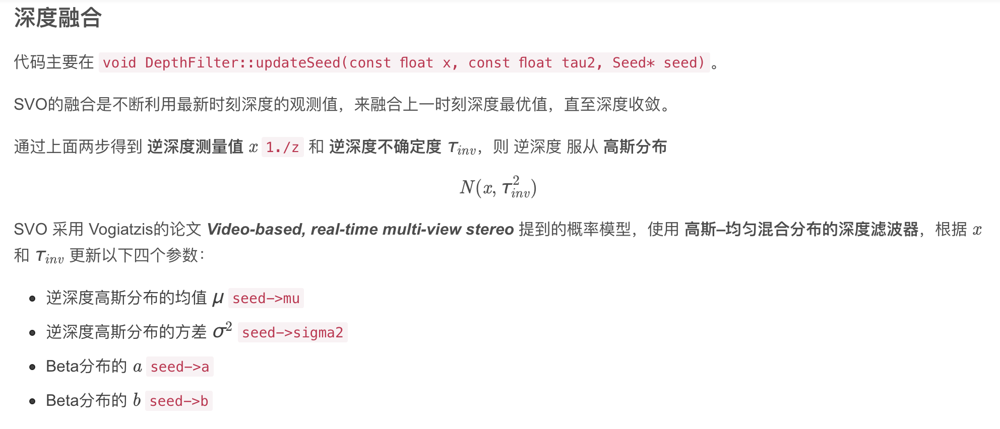 深度融合
代码主要在 void DepthFilter::updateSeed(const float x, const float tau2, Seed* seed) 。
SVO的融合是不断利用最新时刻深度的观测值，来融合上一时刻深度最优值，直至深度收敛。
通过上面两步得到 逆深度测量值 x 1./z 和 逆深度不确定度 τ_{inv}，则 逆深度 服从 高斯分布
N(x, τ_{inv}^2)
SVO 采用 Vogiatzis的论文 Video-based, real-time multi-view stereo 提到的概率模型，使用 高斯–均匀混合分布的深度滤波器，根据 x
和 τ_{inv} 更新以下四个参数：
• 逆深度高斯分布的均值 μ seed->mu
• 逆深度高斯分布的方差 σ^2 seed->sigma2
• Beta分布的 a seed->a
• Beta分布的 b seed->b